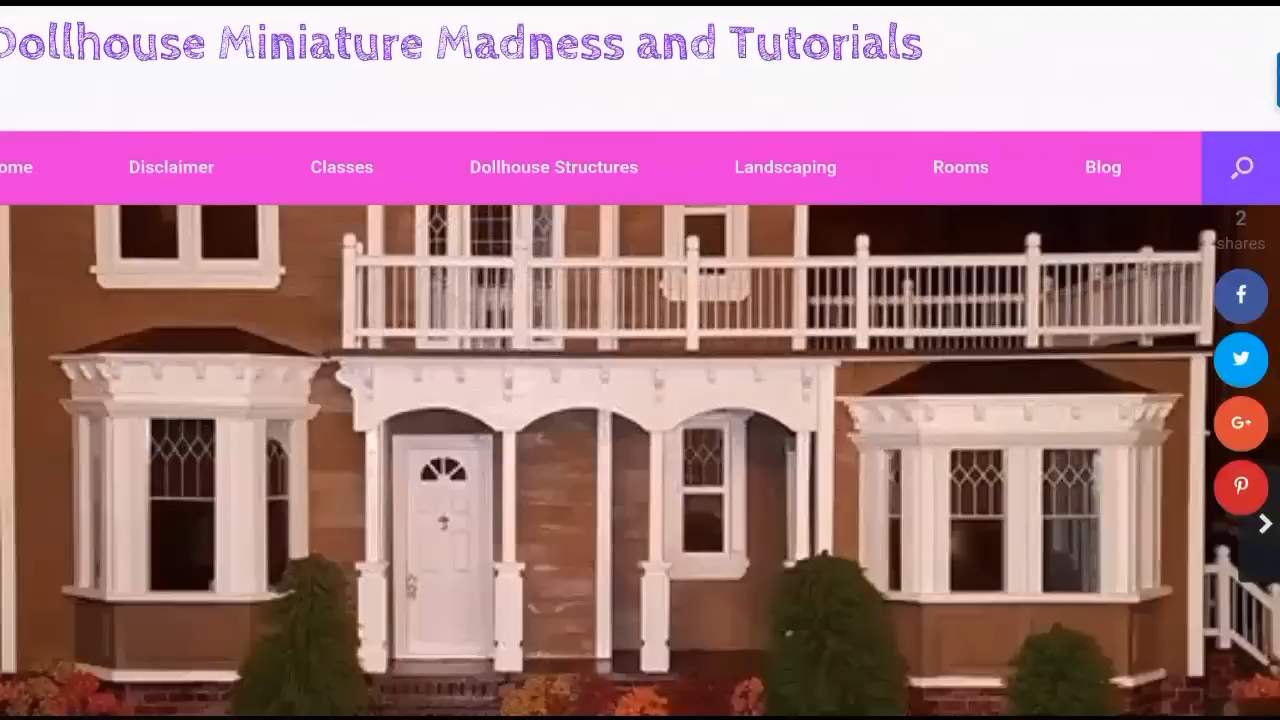 Dollhouse Miniature Madness and Tutorials
ome Disclaimer Classes Dollhouse Structures Landscaping Rooms Blog
2
shares
G+